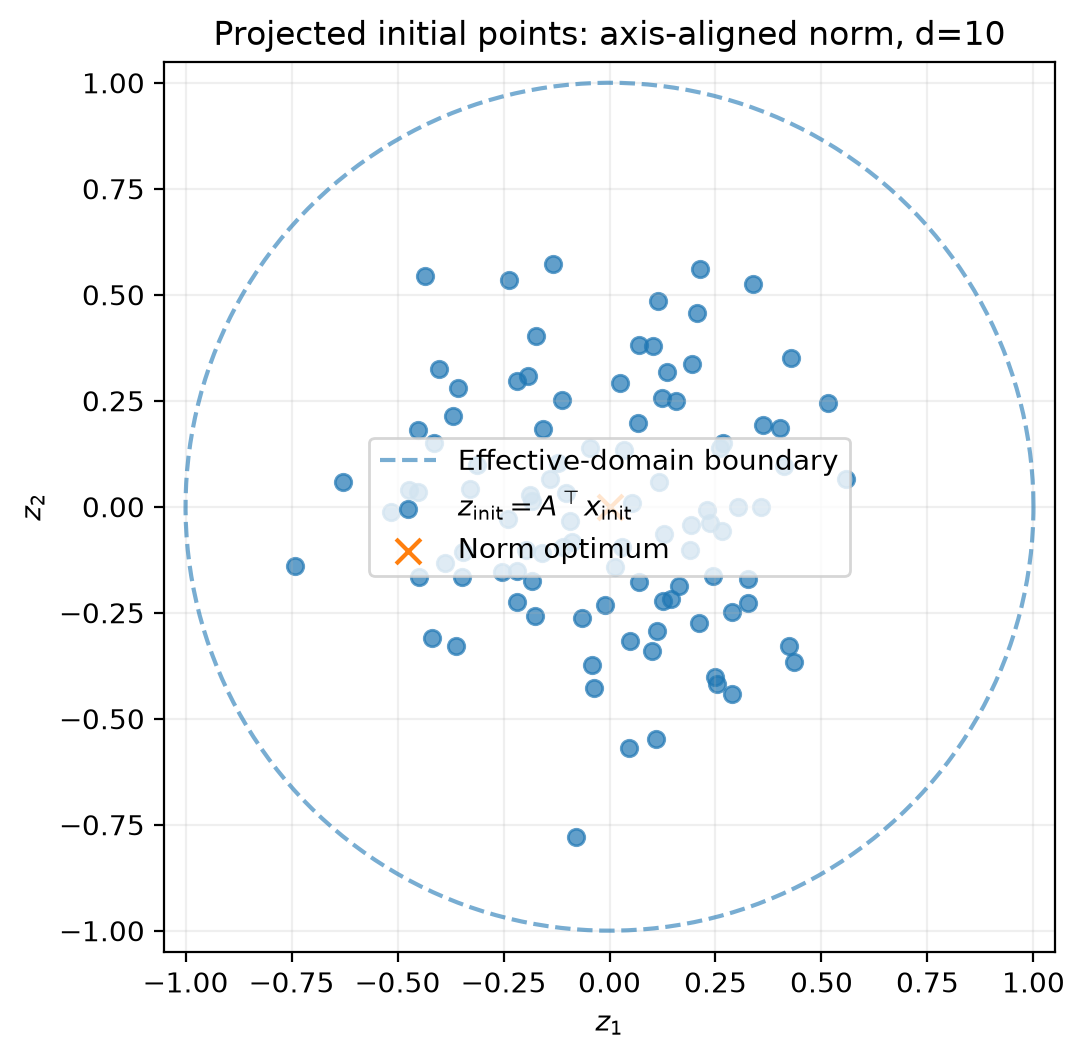 Projected initial points: axis-aligned norm, d=10
1.00
0.75
0.50
0.25
0.00
−0.25
−0.50
−0.75
−1.00
z₂
Effective-domain boundary
z_init = A^⊤ x_init
Norm optimum
−1.00 −0.75 −0.50 −0.25 0.00 0.25 0.50 0.75 1.00
z₁